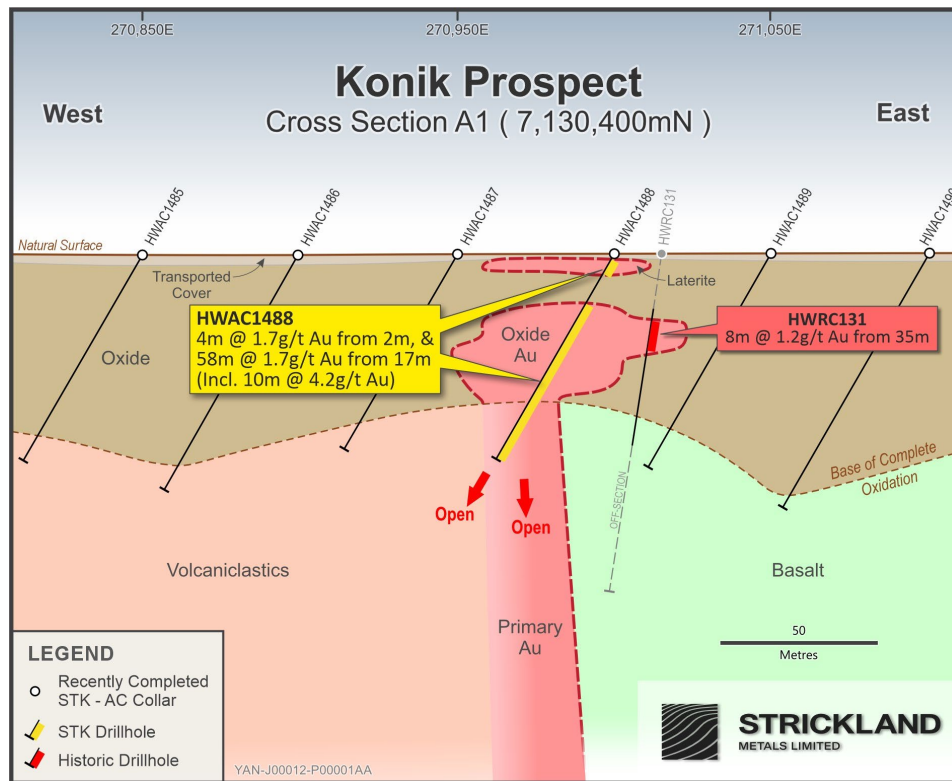 270,850E
270,950E
271,050E
Konik Prospect
West
East
Cross Section A1 ( 7,130,400mN )
HWAC1485
HWAC1486
HWAC1487
HWAC1488
HWRC131
HWAC1489
HWAC1490
Natural Surface
Transported
Cover
Laterite
HWAC1488
4m @ 1.7g/t Au from 2m, &
58m @ 1.7g/t Au from 17m
(Incl. 10m @ 4.2g/t Au)
HWRC131
8m @ 1.2g/t Au from 35m
Oxide
Oxide
Au
Base of Complete
Oxidation
Open
Open
OFF-SECTION
Volcaniclastics
Basalt
Primary
Au
50
Metres
LEGEND
Recently Completed
STK - AC Collar
STK Drillhole
Historic Drillhole
YAN-J00012-P00001AA
STRICKLAND
METALS LIMITED